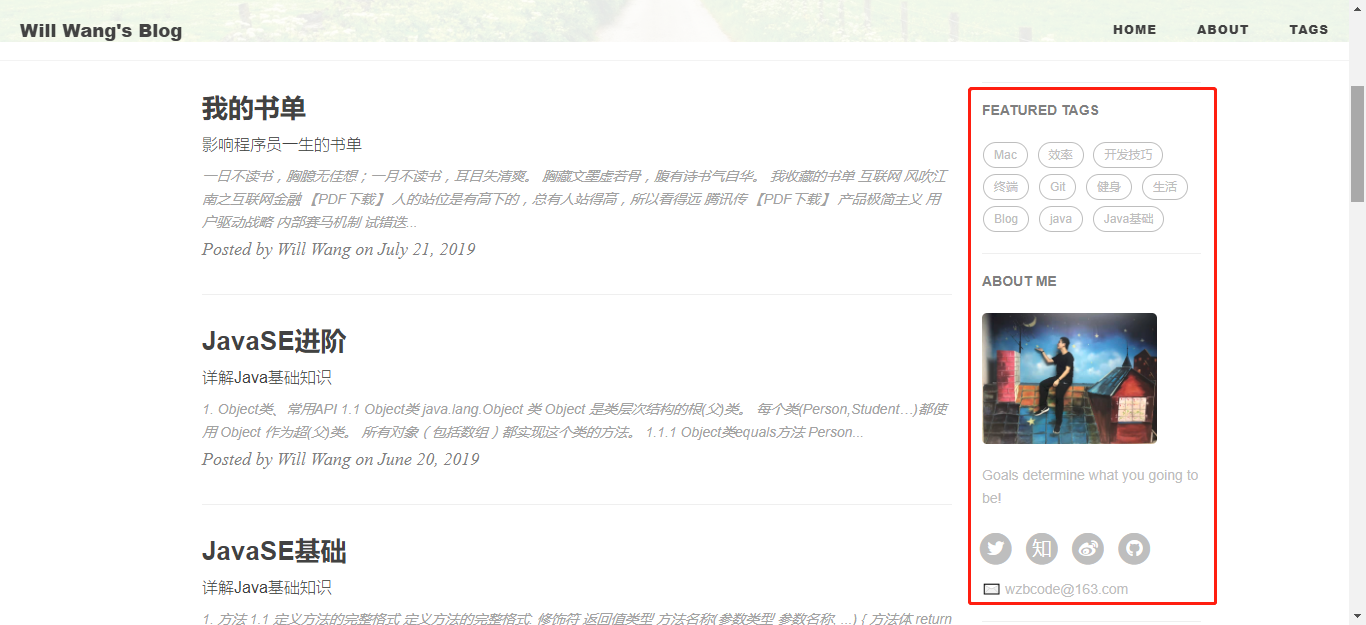 Will Wang's Blog
HOME ABOUT TAGS
我的书单
影响程序员一生的书单
一日不读书，胸臆无佳想；一月不读书，耳目失清爽。 胸藏文墨虚若骨，腹有诗书气自华。 我收藏的书单 互联网 风吹江
南之互联网金融 【PDF下载】 人的站位是有高下的，总有人站得高，所以看得远 腾讯传 【PDF下载】 产品极简主义 用
户驱动战略 内部赛马机制 试错迭...
Posted by Will Wang on July 21, 2019
JavaSE进阶
详解Java基础知识
1. Object类、常用API 1.1 Object类 java.lang.Object 类 Object 是类层次结构的根(父)类。 每个类(Person,Student…)都使
用 Object 作为超(父)类。 所有对象（包括数组）都实现这个类的方法。 1.1.1 Object类equals方法 Person...
Posted by Will Wang on June 20, 2019
JavaSE基础
详解Java基础知识
1. 方法 1.1 定义方法的完整格式 定义方法的完整格式: 修饰符 返回值类型 方法名称(参数类型 参数名称, ...) { 方法体 return
FEATURED TAGS
Mac 效率 开发技巧
终端 Git 健身 生活
Blog java Java基础
ABOUT ME
Goals determine what you going to
be!
知
wzbcode@163.com